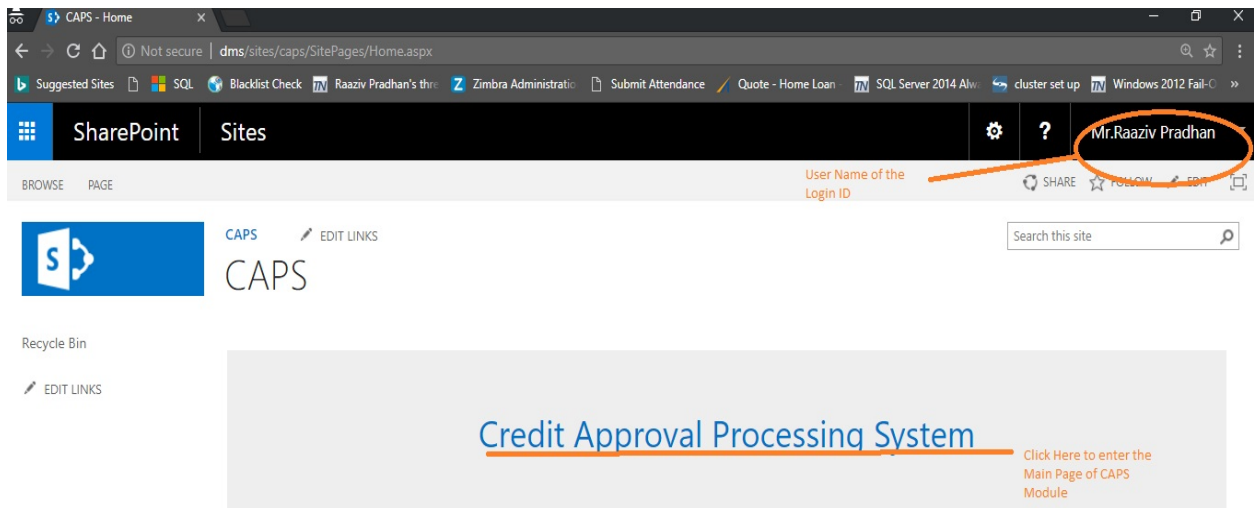 CAPS - Home
Not secure | dms/sites/caps/SitePages/Home.aspx
Suggested Sites SQL Blacklist Check Raaziv Pradhan's thre Zimbra Administratio Submit Attendance Quote - Home Loan - SQL Server 2014 Alw cluster set up Windows 2012 Fail-O »
SharePoint Sites ? Mr.Raaziv Pradhan
BROWSE PAGE SHARE FOLLOW EDIT
User Name of the
Login ID
CAPS EDIT LINKS Search this site
CAPS
Recycle Bin
EDIT LINKS
Credit Approval Processing System
Click Here to enter the
Main Page of CAPS
Module